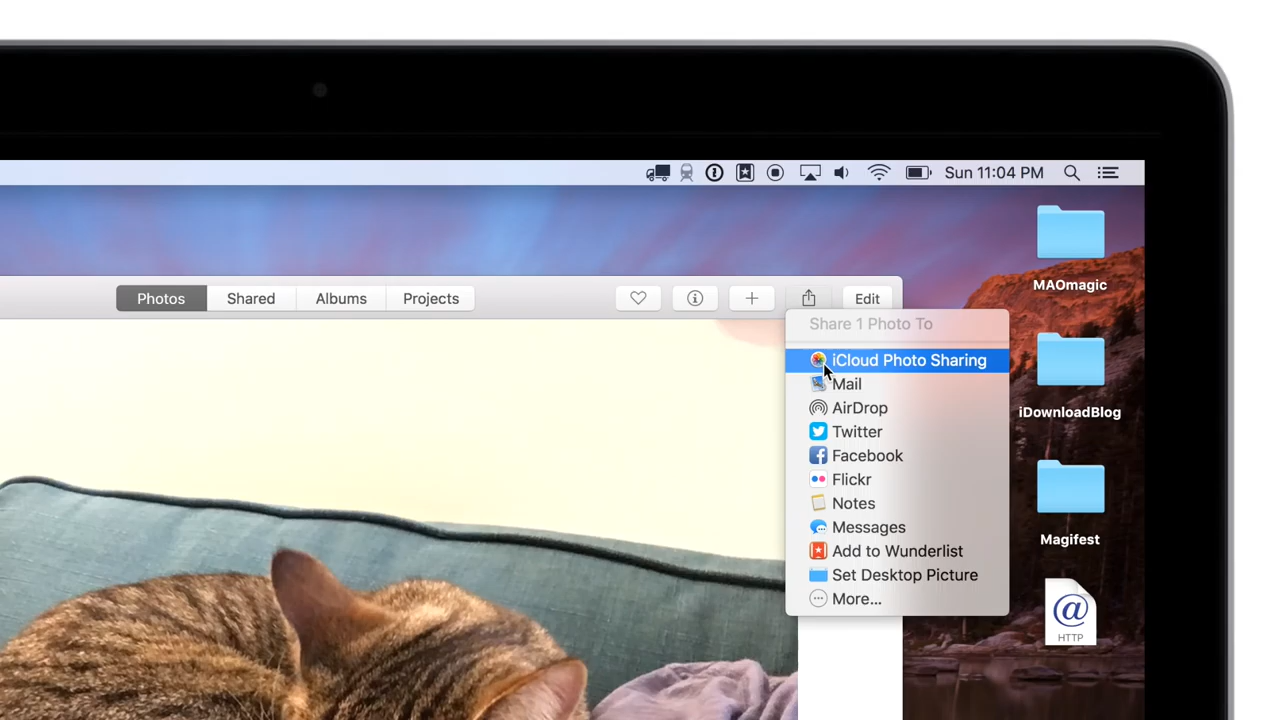 Sun 11:04 PM
MAOmagic
Photos
Shared
Albums
Projects
Edit
Share 1 Photo To
iCloud Photo Sharing
Mail
AirDrop
Twitter
Facebook
Flickr
Notes
Messages
Add to Wunderlist
Set Desktop Picture
More...
iDownloadBlog
Magifest
@
HTTP